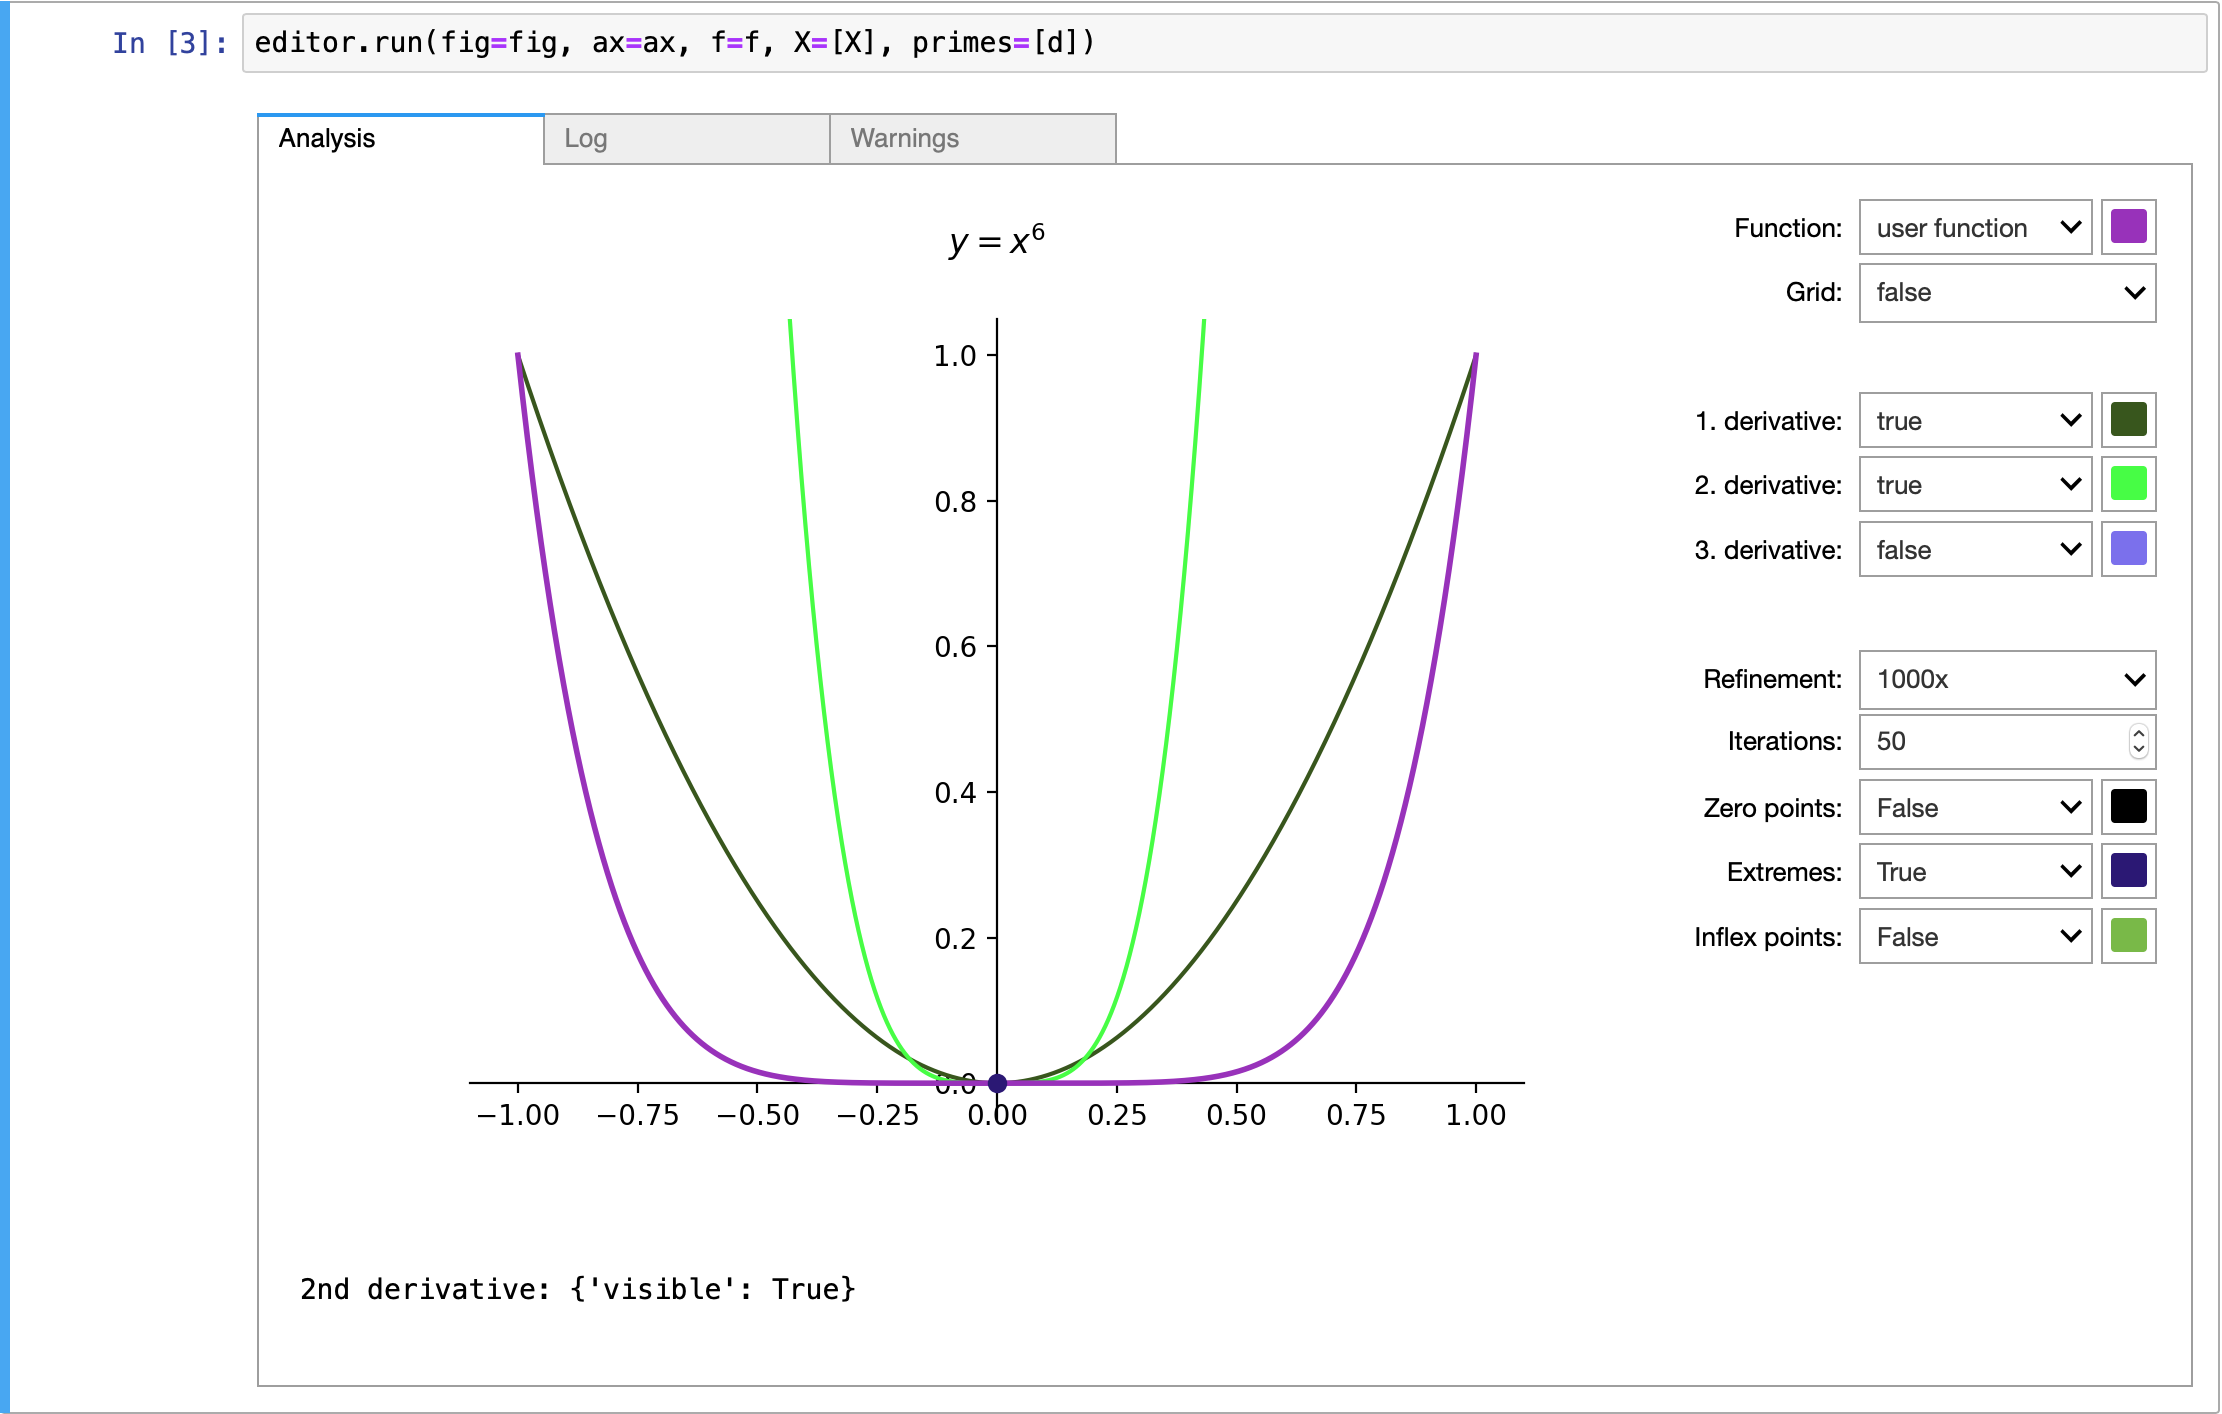 In [3]: editor.run(fig=fig, ax=ax, f=f, X=[X], primes=[d])
Analysis Log Warnings
y = x⁶
Function: user function
Grid: false
1. derivative: true
2. derivative: true
3. derivative: false
Refinement: 1000x
Iterations: 50
Zero points: False
Extremes: True
Inflex points: False
1.0
0.8
0.6
0.4
0.2
0.0
−1.00 −0.75 −0.50 −0.25 0.00 0.25 0.50 0.75 1.00
2nd derivative: {'visible': True}